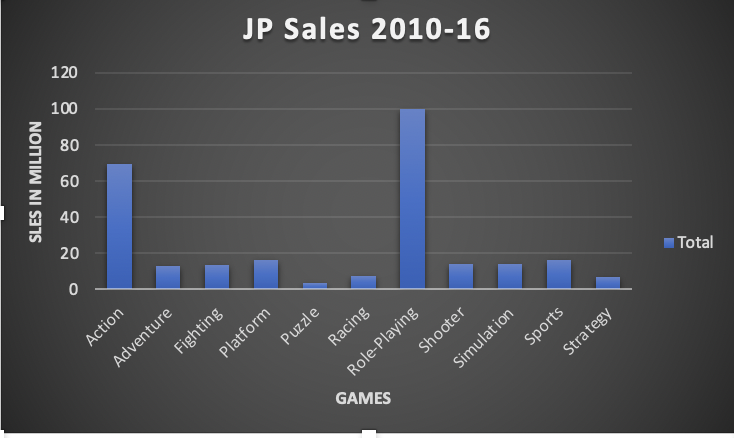 JP Sales 2010-16
120
100
80
60
40
20
0
SLES IN MILLION
Action
Adventure
Fighting
Platform
Puzzle
Racing
Role-Playing
Shooter
Simulation
Sports
Strategy
GAMES
Total